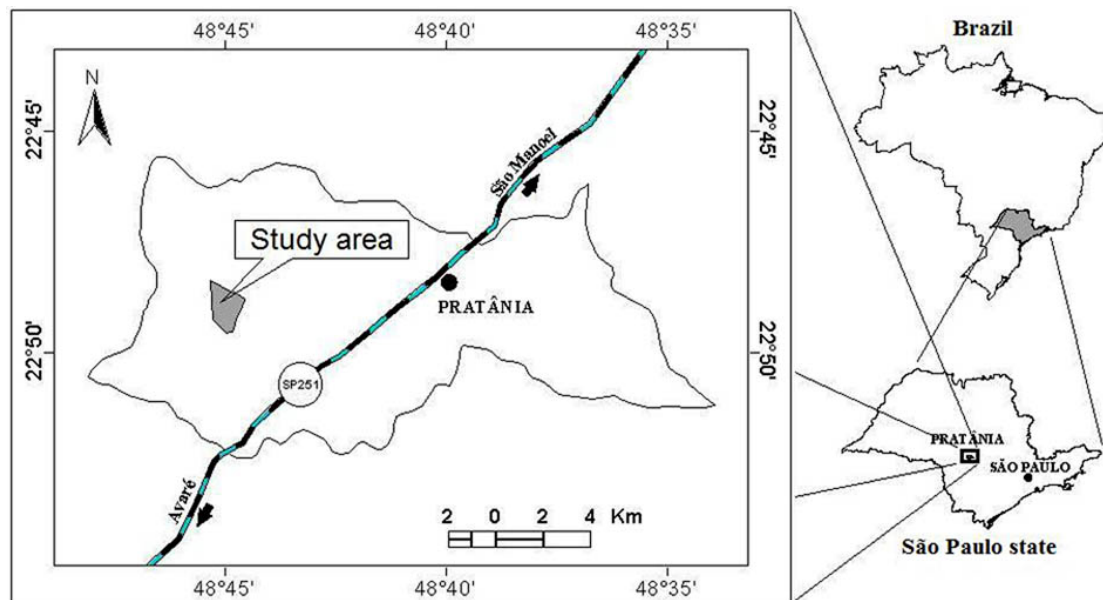 48°45' 48°40' 48°35'
N
22°45'
22°45'
São Manoel
Study area
PRATÂNIA
22°50'
22°50'
SP251
Avaré
2 0 2 4 Km
48°45' 48°40' 48°35'
Brazil
PRATÂNIA
SÃO PAULO
São Paulo state